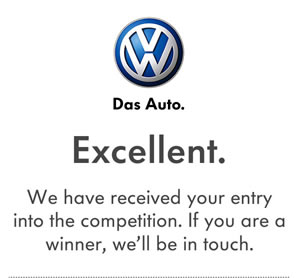 VW
Das Auto.
Excellent.
We have received your entry
into the competition. If you are a
winner, we'll be in touch.